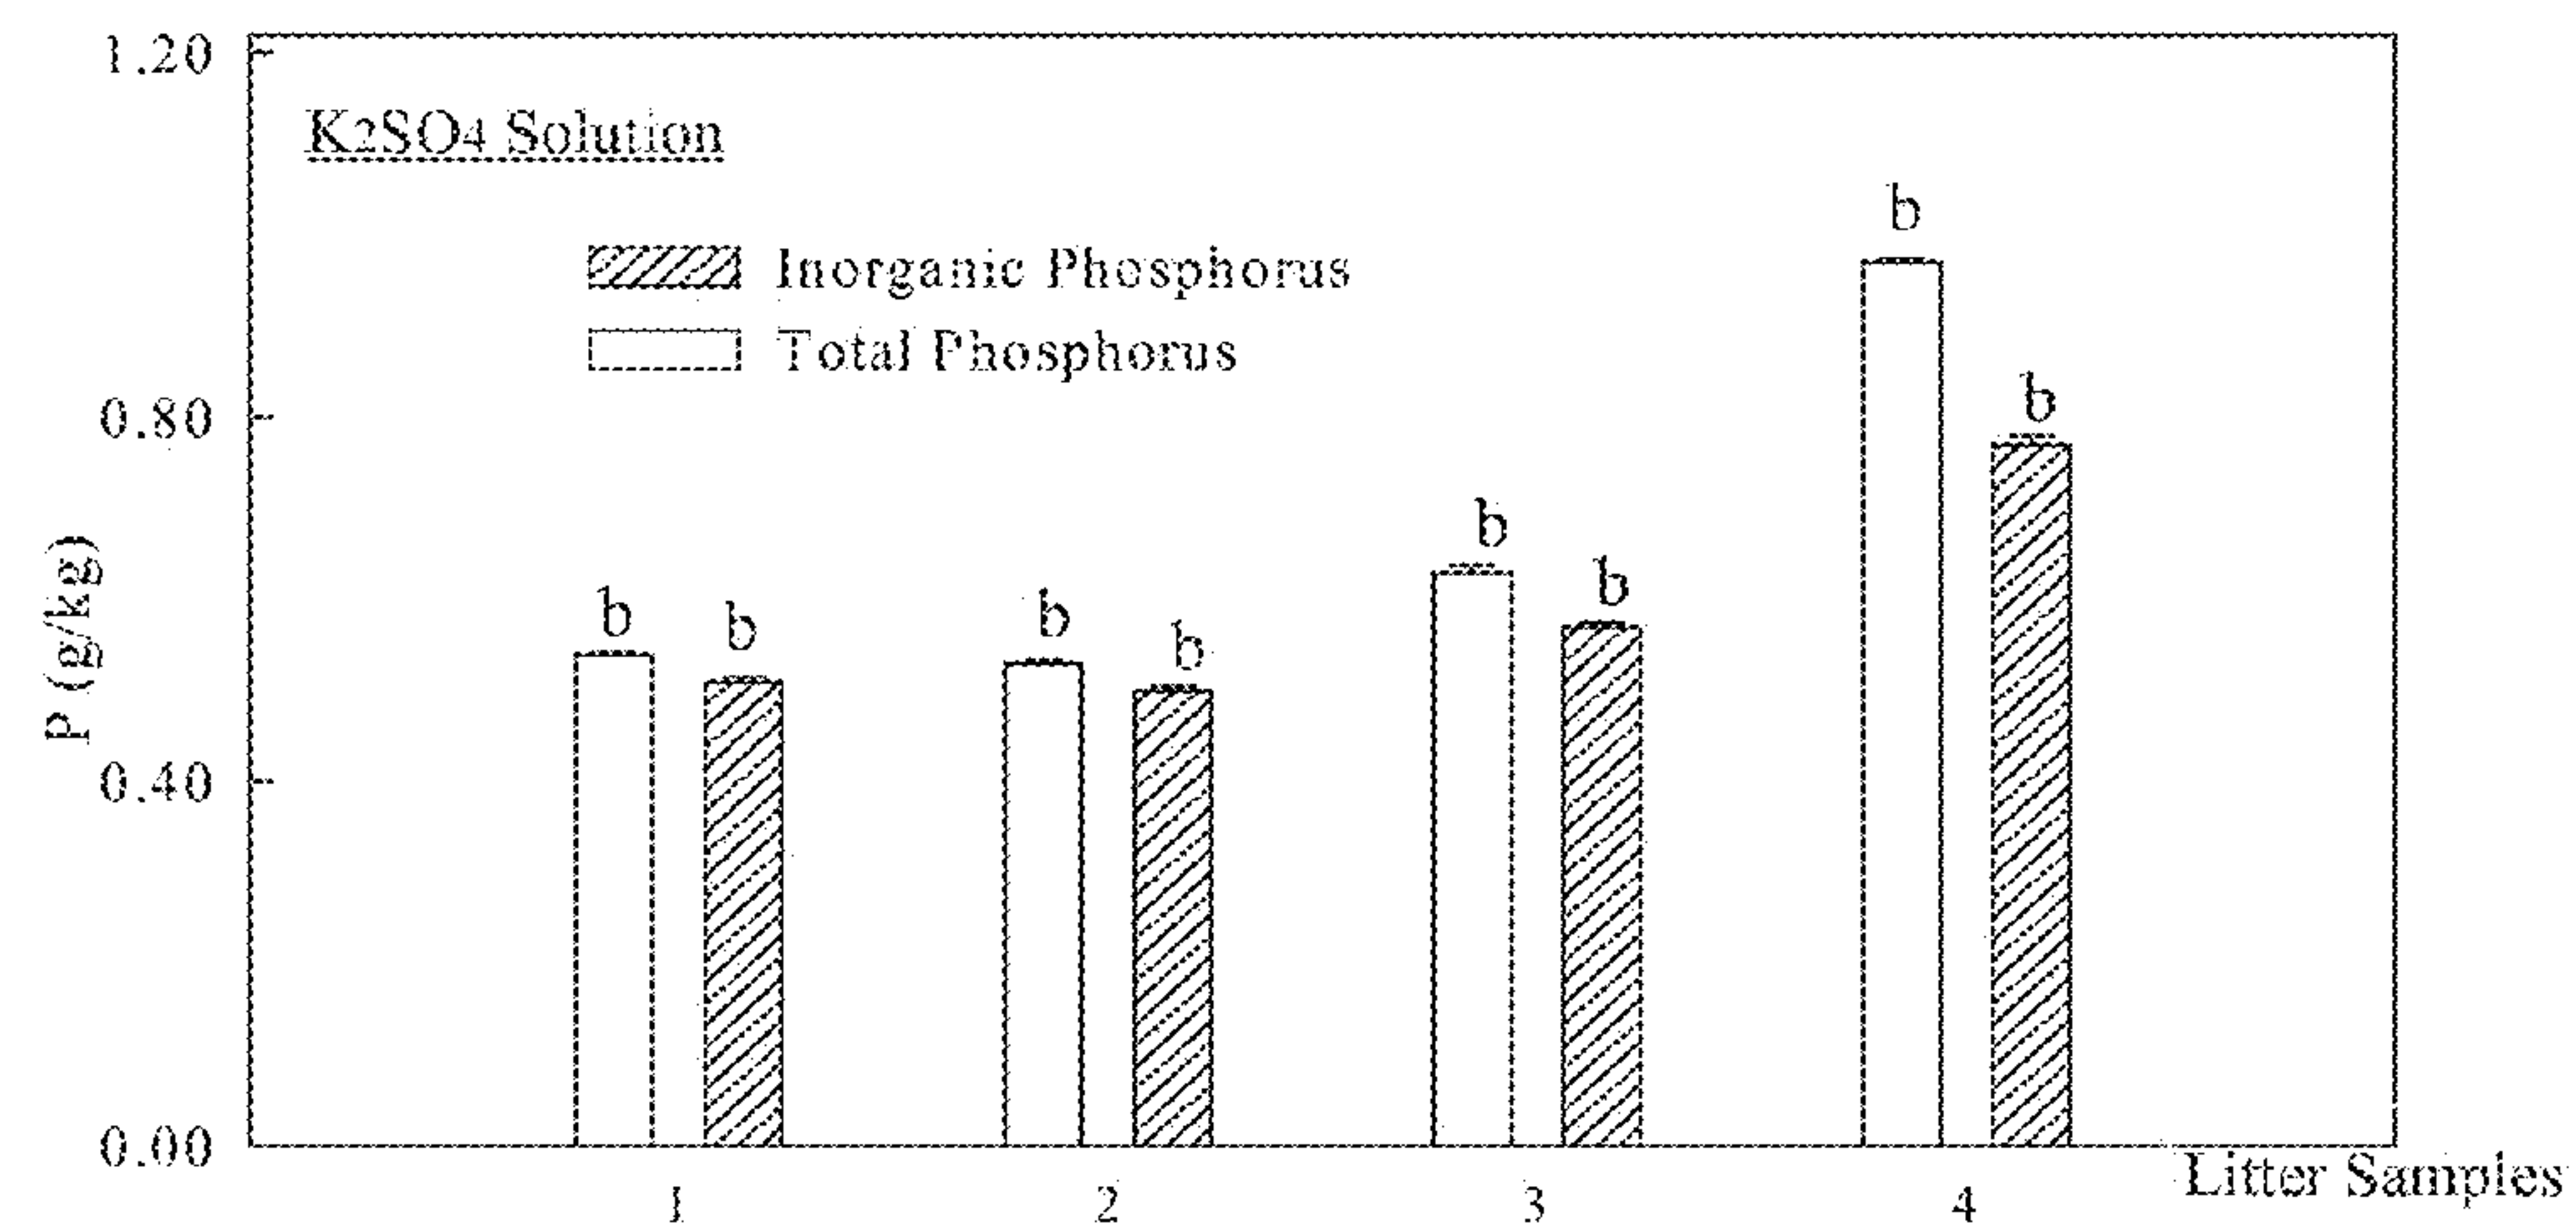 1.20
K2SO4 Solution
b
Inorganic Phosphorus
Total Phosphorus
b
0.80
b
b
b
b
b
b
P (g/kg)
0.40
0.00
Litter Samples
1 2 3 4